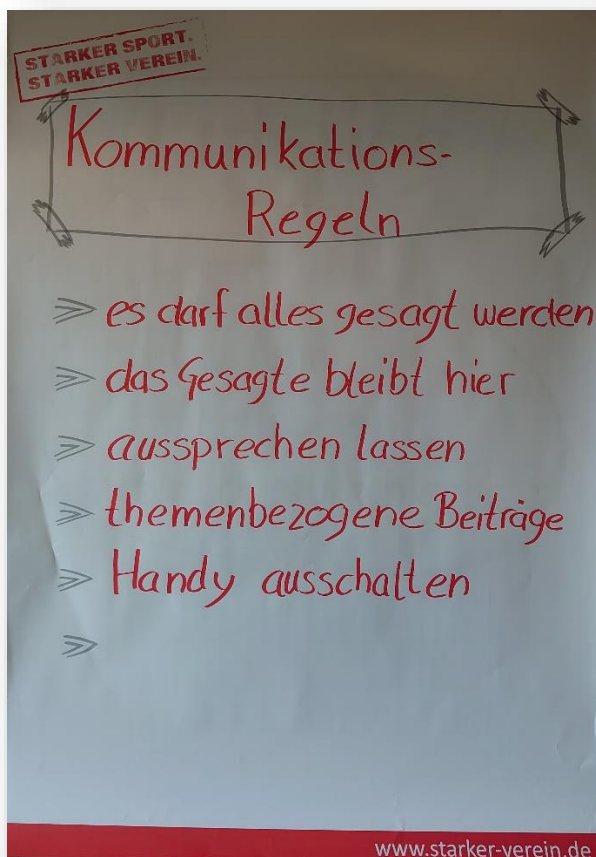 STARKER SPORT.
STARKER VEREIN.
Kommunikations-
Regeln
es darf alles gesagt werden
das Gesagte bleibt hier
aussprechen lassen
themenbezogene Beiträge
Handy ausschalten
www.starker-verein.de